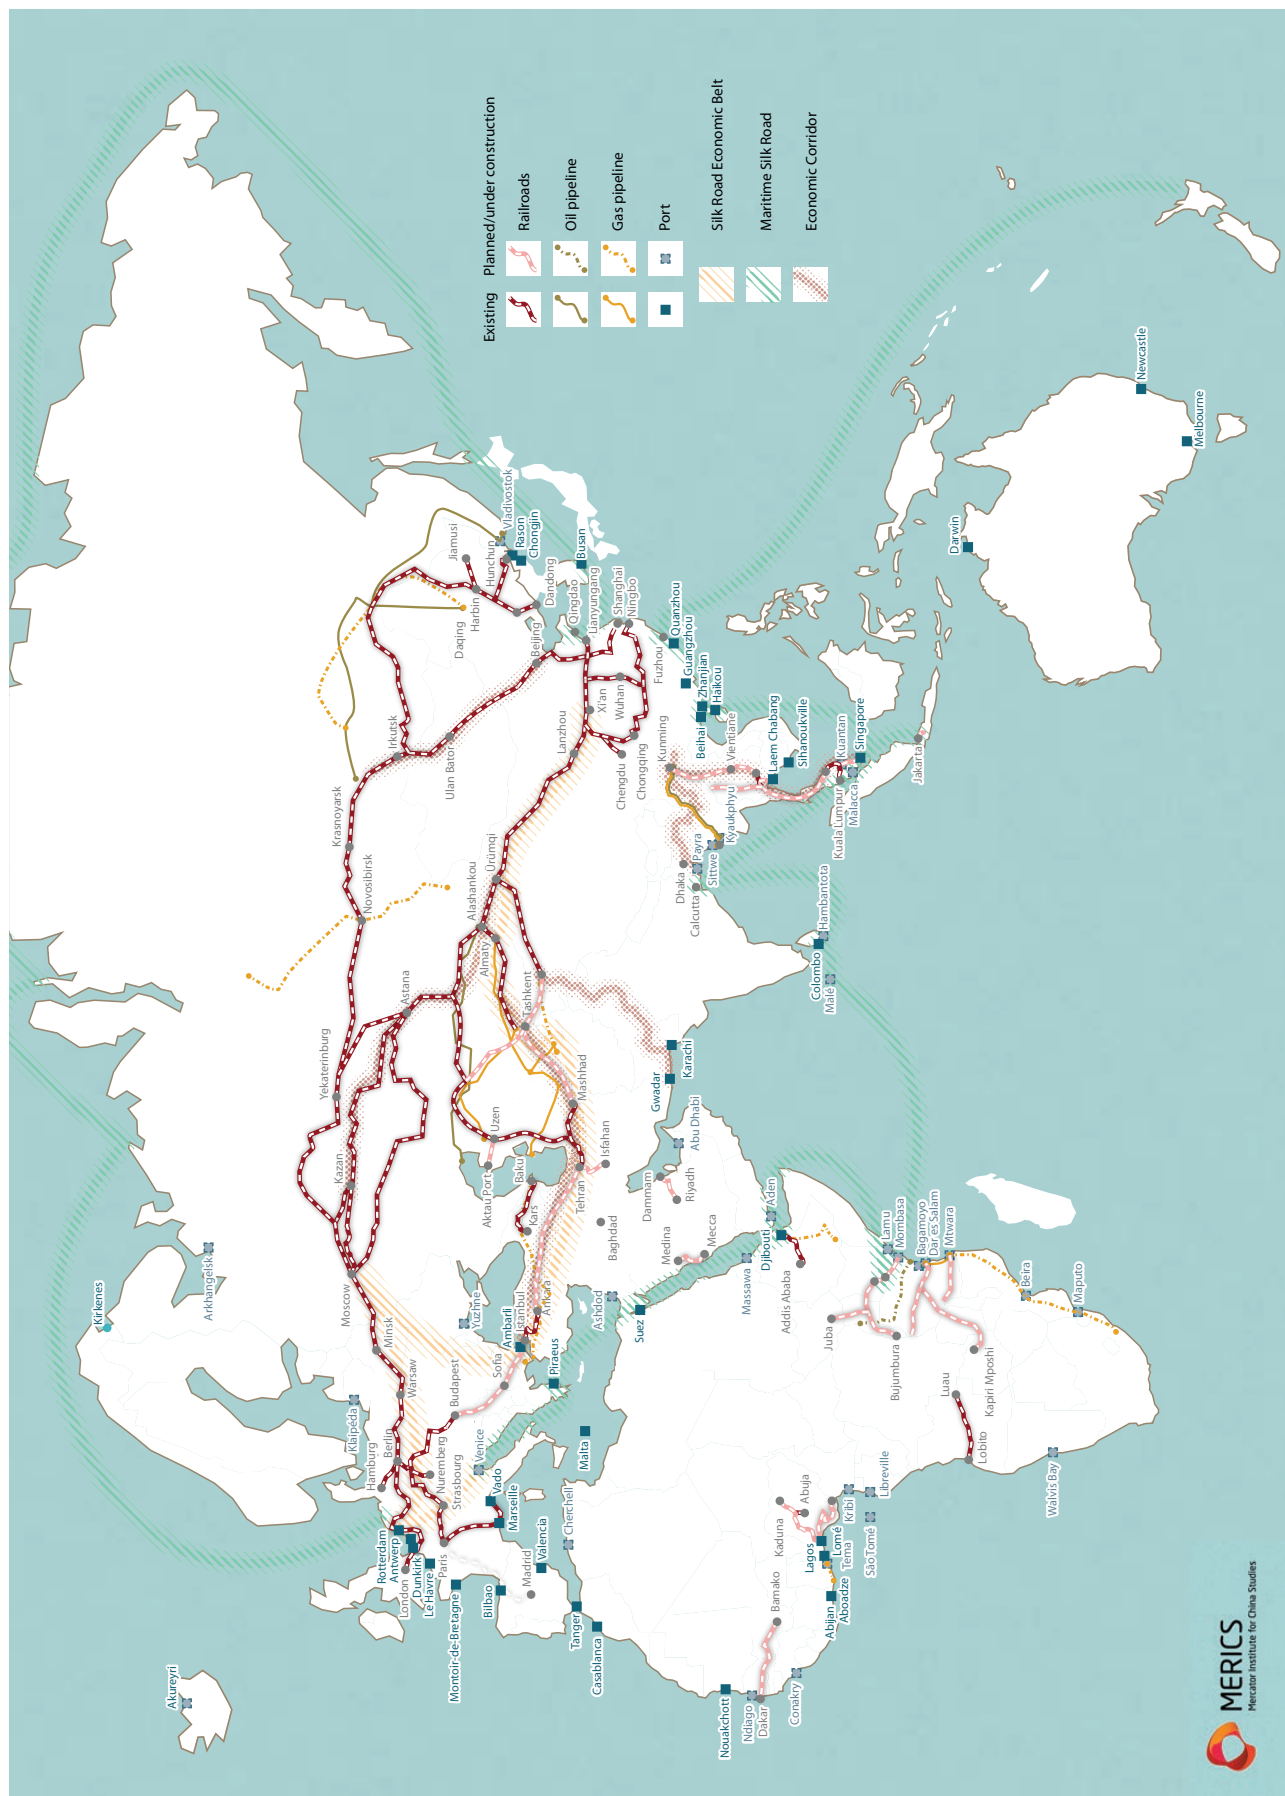 Existing
Planned/under construction
Railroads
Oil pipeline
Gas pipeline
Port
Silk Road Economic Belt
Maritime Silk Road
Economic Corridor
Akureyri
Kirkenes
Arkhangelsk
Klaipéda
Hamburg
Berlin
Rotterdam
Antwerp
London
Dunkirk
Le Havre
Paris
Montoir-de-Bretagne
Bilbao
Madrid
Valencia
Marseille
Vado
Strasbourg
Nuremberg
Venice
Warsaw
Minsk
Moscow
Kazan
Yekaterinburg
Novosibirsk
Krasnoyarsk
Irkutsk
Ulan Bator
Astana
Budapest
Sofia
Yuzhne
Ambarli
Istanbul
Ankara
Piraeus
Malta
Cherchell
Tanger
Casablanca
Kars
Baku
Aktau Port
Uzen
Tehran
Isfahan
Mashhad
Tashkent
Almaty
Alashankou
Ürümqi
Lanzhou
Xi'an
Wuhan
Chengdu
Chongqing
Kunming
Beijing
Daqing
Harbin
Jiamusi
Hunchun
Vladivostok
Rason
Chongjin
Dandong
Busan
Qingdao
Lianyungang
Shanghai
Ningbo
Fuzhou
Quanzhou
Guangzhou
Zhanjian
Haikou
Beihai
Vientiane
Laem Chabang
Sihanoukville
Kuantan
Singapore
Kuala Lumpur
Malacca
Jakarta
Kyaukphyu
Sittwe
Payra
Dhaka
Calcutta
Hambantota
Colombo
Malé
Karachi
Gwadar
Abu Dhabi
Dammam
Riyadh
Baghdad
Medina
Mecca
Ashdod
Suez
Massawa
Aden
Djibouti
Addis Ababa
Juba
Lamu
Mombasa
Bagamoyo
Dar es Salam
Mtwara
Bujumbura
Luau
Kapiri Mposhi
Lobito
Beira
Maputo
Walvis Bay
Libreville
São Tomé
Kribi
Abuja
Kaduna
Lagos
Lomé
Tema
Aboadze
Abijan
Bamako
Conakry
Dakar
Ndiago
Nouakchott
Darwin
Newcastle
Melbourne
MERICS
Mercator Institute for China Studies